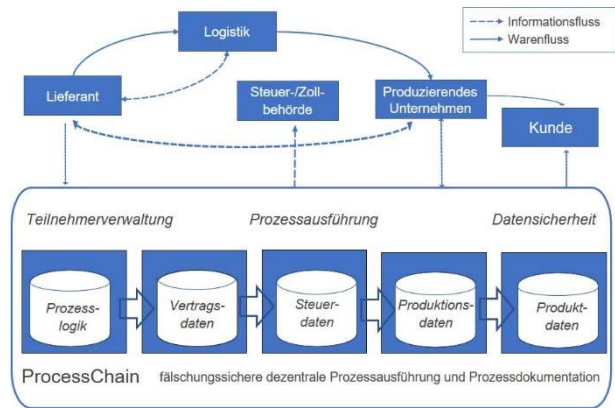 Informationsfluss
Warenfluss
Logistik
Lieferant
Steuer-/Zoll-
behörde
Produzierendes
Unternehmen
Kunde
Teilnehmerverwaltung
Prozessausführung
Datensicherheit
Prozess-
logik
Vertrags-
daten
Steuer-
daten
Produktions-
daten
Produkt-
daten
ProcessChain fälschungssichere dezentrale Prozessausführung und Prozessdokumentation